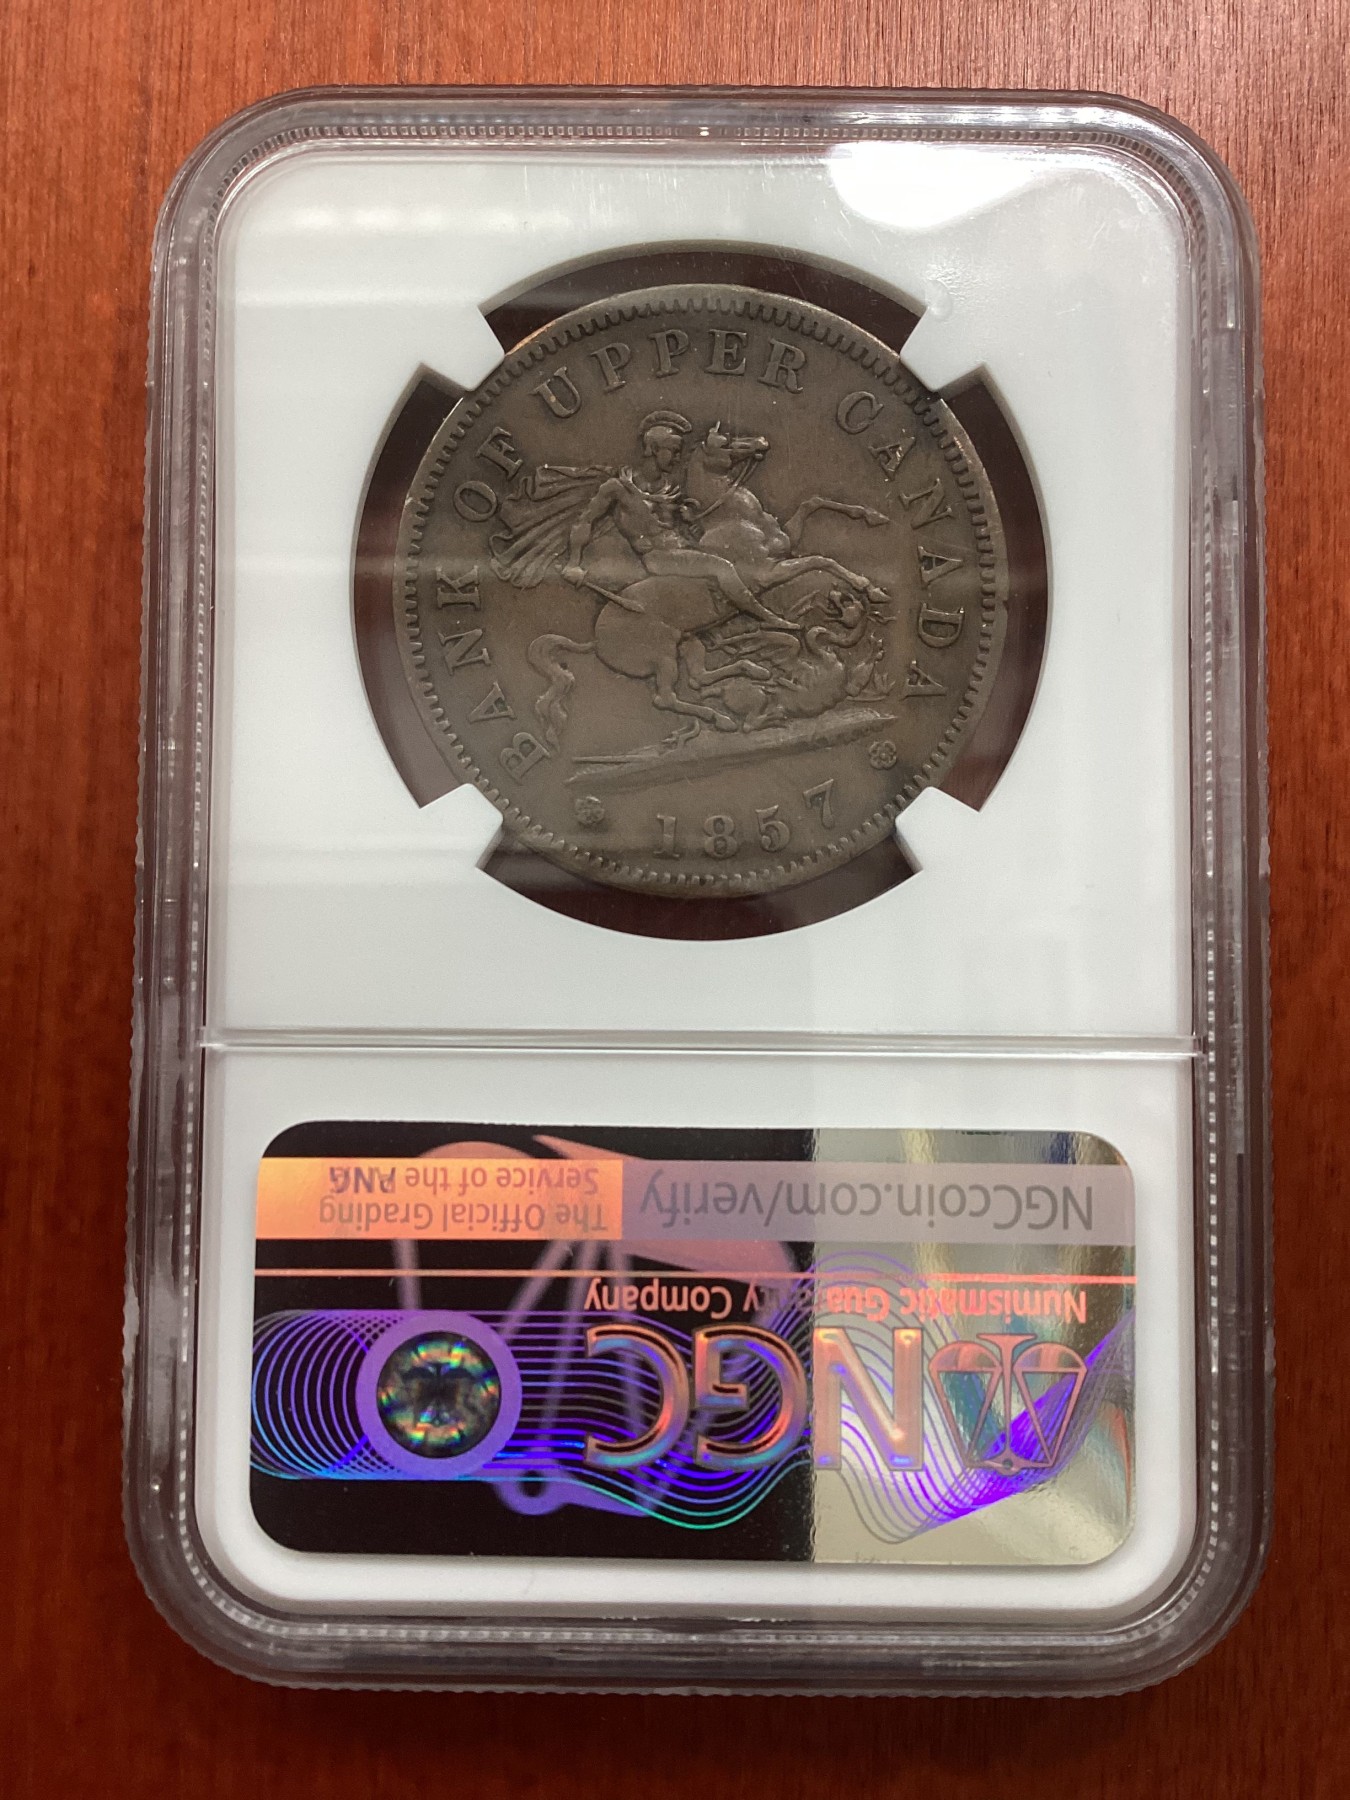 BANK OF UPPER CANADA
1857
NGC
Numismatic Guaranty Company
NGCcoin.com/verify
The Official Grading
Service of the ANA